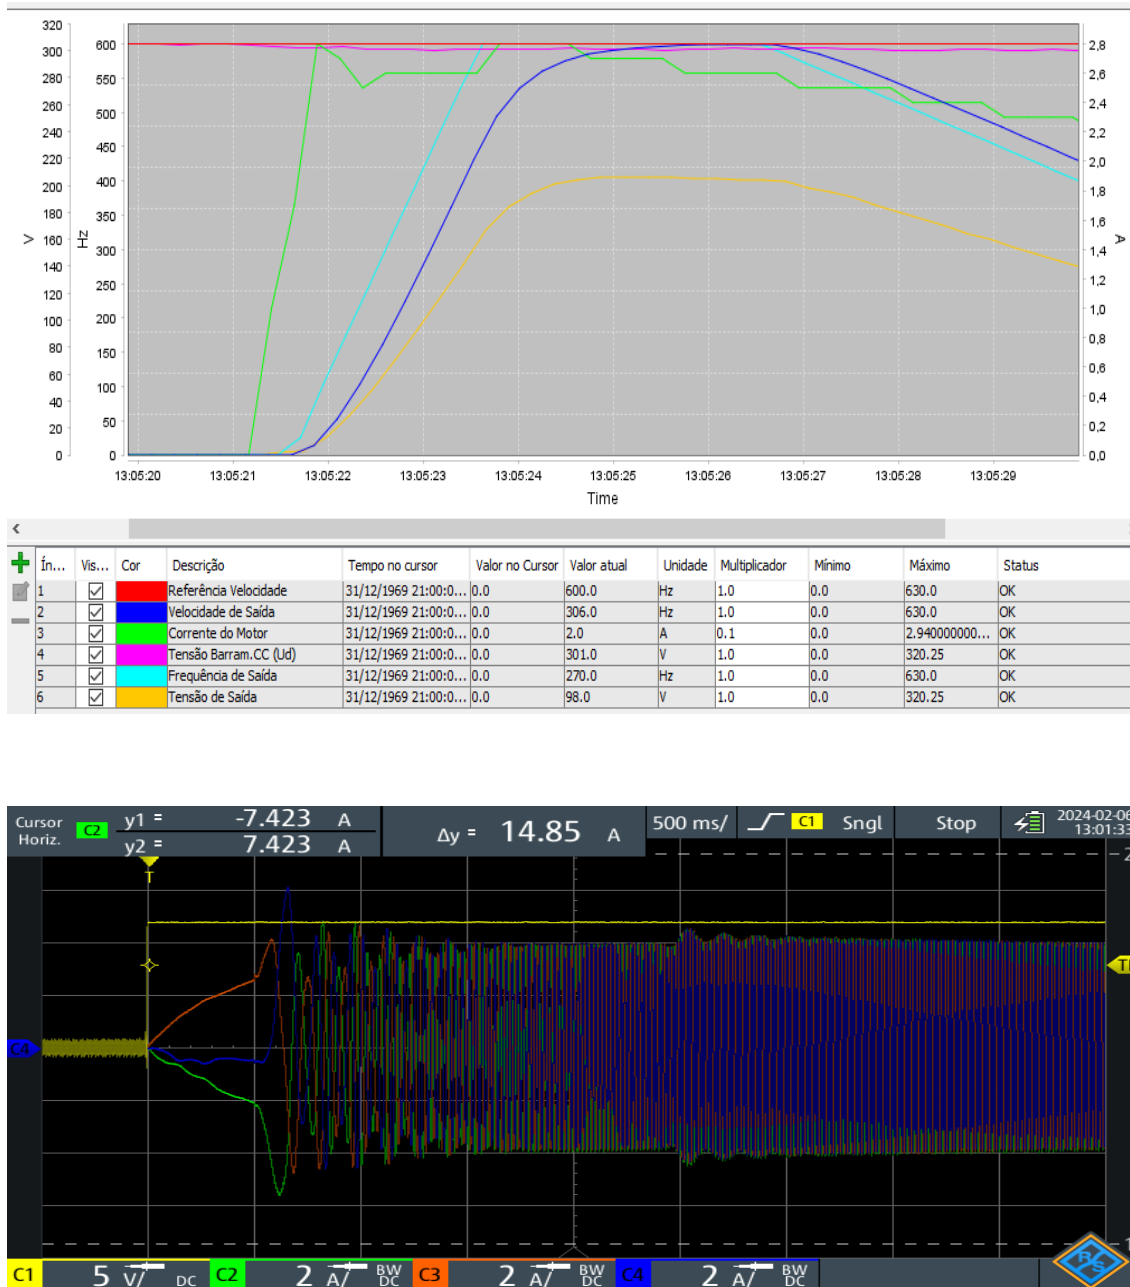 320
300
280
260
240
220
200
180
160
140
120
100
80
60
40
20
0
V
600
550
500
450
400
350
300
250
200
150
100
50
0
Hz
2,8
2,6
2,4
2,2
2,0
1,8
1,6
1,4
1,2
1,0
0,8
0,6
0,4
0,2
0,0
A
13:05:20 13:05:21 13:05:22 13:05:23 13:05:24 13:05:25 13:05:26 13:05:27 13:05:28 13:05:29
Time
Ín... Vis... Cor Descrição Tempo no cursor Valor no Cursor Valor atual Unidade Multiplicador Mínimo Máximo Status
1 Referência Velocidade 31/12/1969 21:00:0... 0.0 600.0 Hz 1.0 0.0 630.0 OK
2 Velocidade de Saída 31/12/1969 21:00:0... 0.0 306.0 Hz 1.0 0.0 630.0 OK
3 Corrente do Motor 31/12/1969 21:00:0... 0.0 2.0 A 0.1 0.0 2.940000000... OK
4 Tensão Barram.CC (Ud) 31/12/1969 21:00:0... 0.0 301.0 V 1.0 0.0 320.25 OK
5 Frequência de Saída 31/12/1969 21:00:0... 0.0 270.0 Hz 1.0 0.0 630.0 OK
6 Tensão de Saída 31/12/1969 21:00:0... 0.0 98.0 V 1.0 0.0 320.25 OK
Cursor Horiz. C2 y1 = -7.423 A
y2 = 7.423 A
Δy = 14.85 A
500 ms/ C1 Sngl Stop 2024-02-06
13:01:33
T
C4
C1 5 V/ DC C2 2 A/ BW DC C3 2 A/ BW DC C4 2 A/ BW DC
R&S